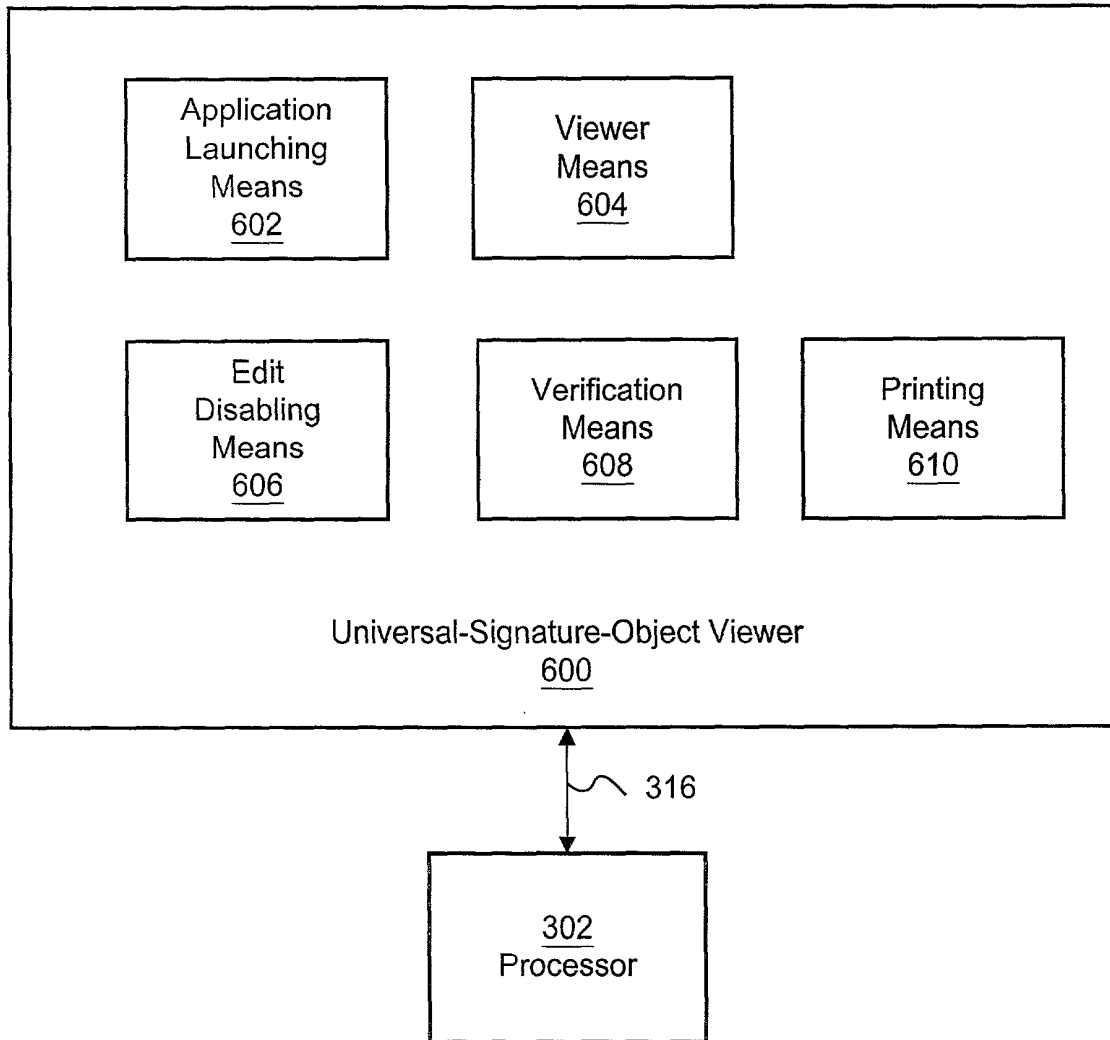 Application
Launching
Means
602
Viewer
Means
604
Edit
Disabling
Means
606
Verification
Means
608
Printing
Means
610
Universal-Signature-Object Viewer
600
316
302
Processor